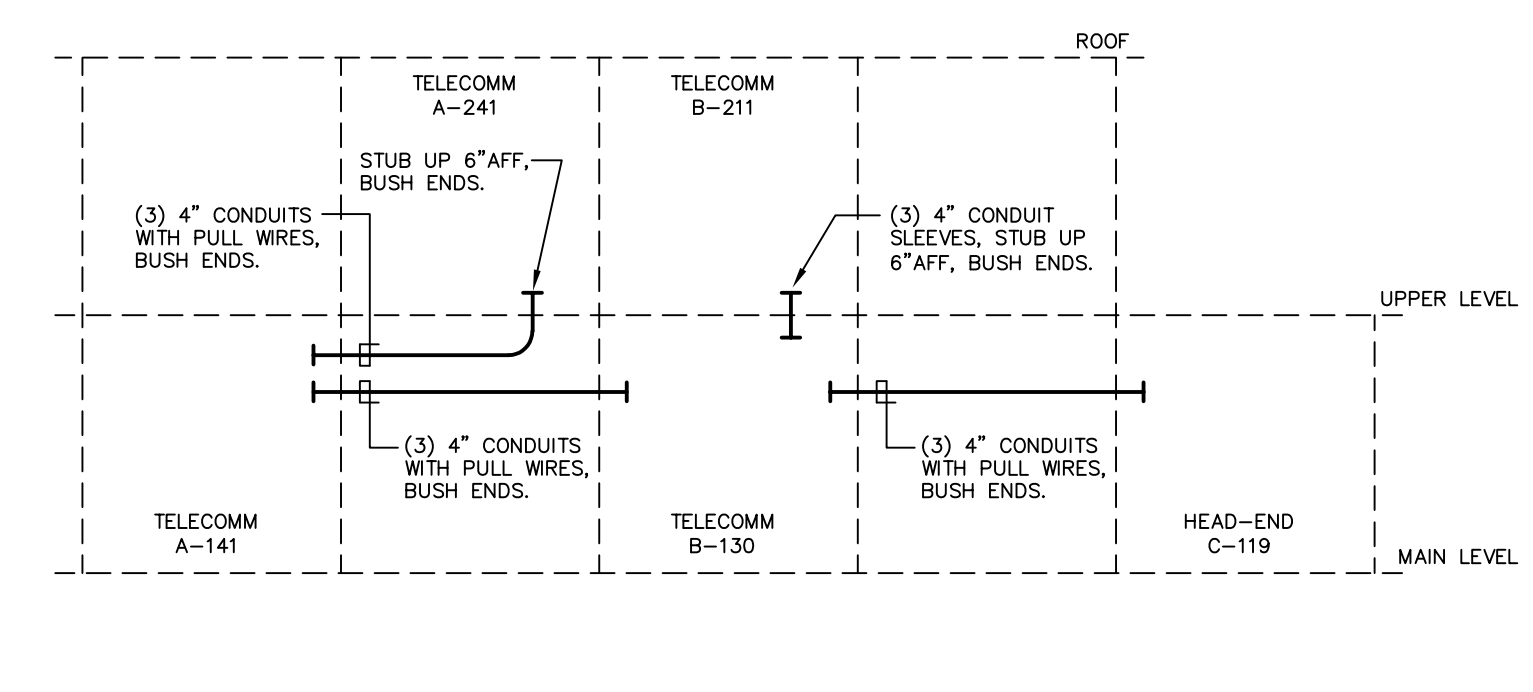 ROOF
TELECOMM
A-241
TELECOMM
B-211
STUB UP 6"AFF,
BUSH ENDS.
(3) 4" CONDUITS
WITH PULL WIRES,
BUSH ENDS.
(3) 4" CONDUIT
SLEEVES, STUB UP
6"AFF, BUSH ENDS.
UPPER LEVEL
(3) 4" CONDUITS
WITH PULL WIRES,
BUSH ENDS.
(3) 4" CONDUITS
WITH PULL WIRES,
BUSH ENDS.
TELECOMM
A-141
TELECOMM
B-130
HEAD-END
C-119
MAIN LEVEL